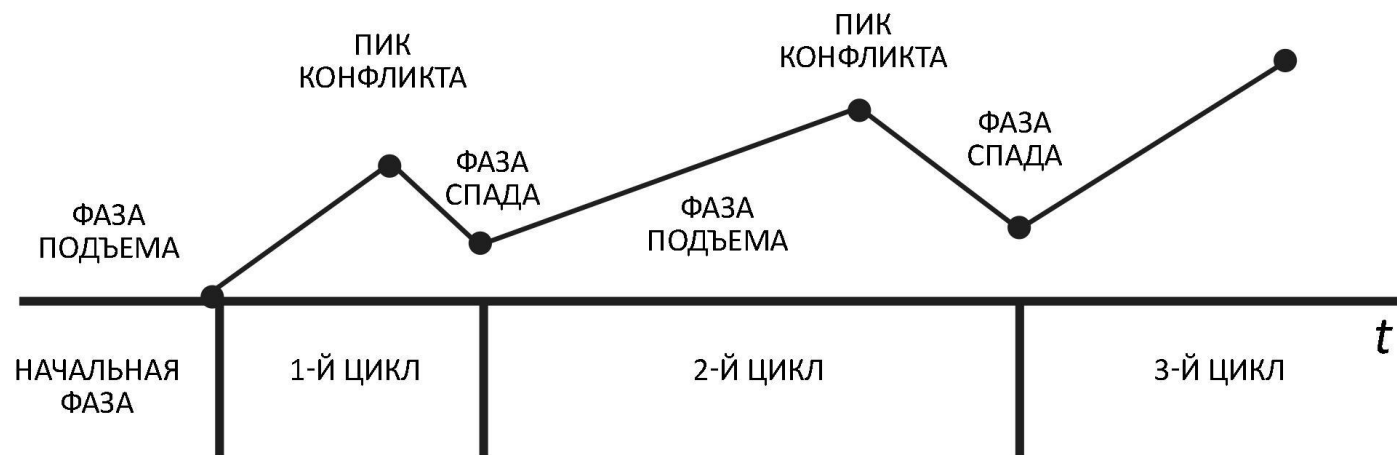 ПИК
КОНФЛИКТА
ПИК
КОНФЛИКТА
ФАЗА
СПАДА
ФАЗА
СПАДА
ФАЗА
ПОДЪЕМА
ФАЗА
ПОДЪЕМА
t
НАЧАЛЬНАЯ
ФАЗА
1-Й ЦИКЛ
2-Й ЦИКЛ
3-Й ЦИКЛ